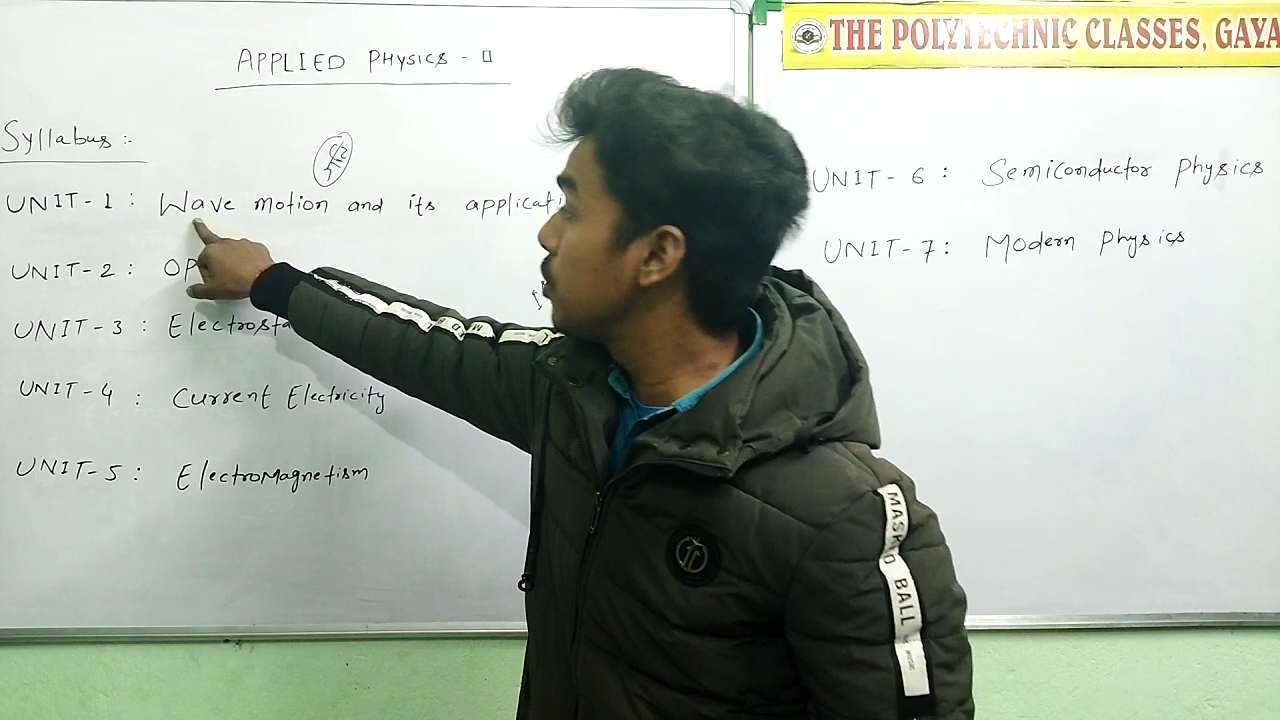 THE POLYTECHNIC CLASSES, GAYA
APPLIED PHYSICS - II
Syllabus :-
UNIT - 1 : Wave motion and its applicati
UNIT - 2 : OP
UNIT - 3 : Electrosta
UNIT - 4 : Current Electricity
UNIT - 5 : ElectroMagnetism
UNIT - 6 : Semiconductor Physics
UNIT - 7 : Modern Physics
BALL